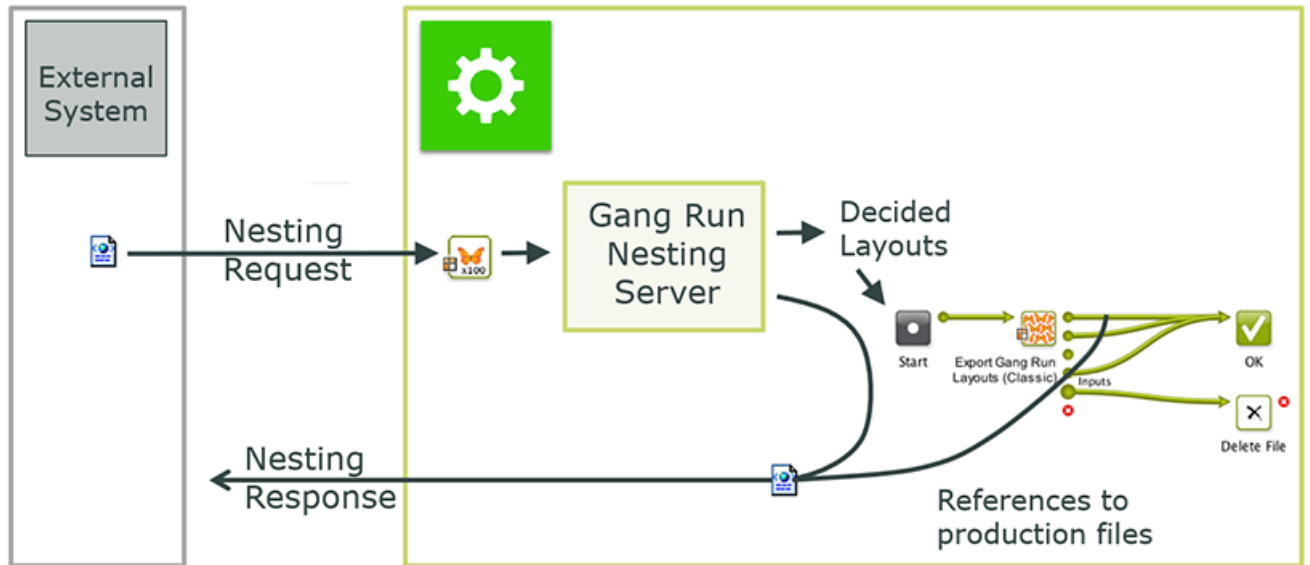 External
System
Nesting
Request
x100
Gang Run
Nesting
Server
Decided
Layouts
Start
Export Gang Run
Layouts (Classic)
Inputs
OK
Delete File
Nesting
Response
References to
production files